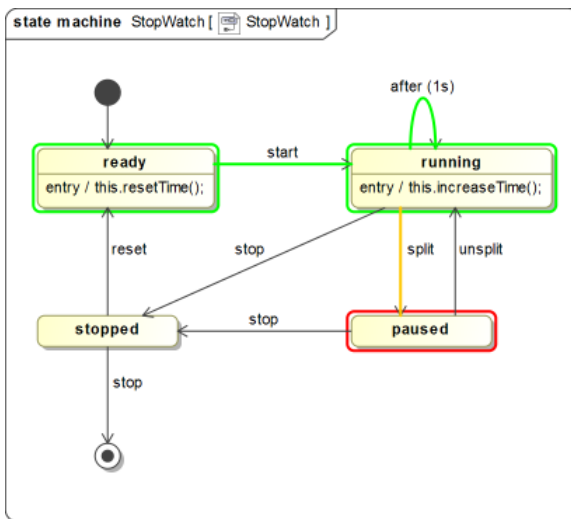 state machine StopWatch [ StopWatch ]
after (1s)
ready
start
running
entry / this.resetTime();
entry / this.increaseTime();
reset
stop
split
unsplit
stopped
stop
paused
stop